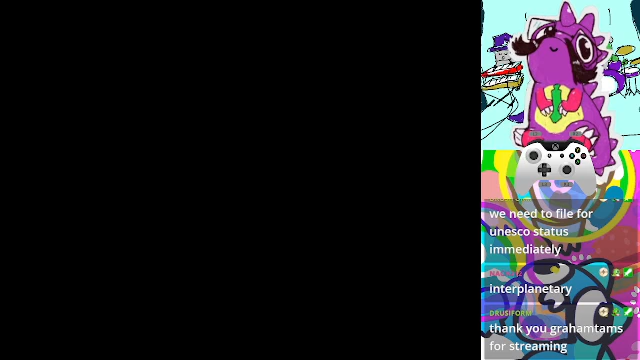 we need to file for
unesco status
immediately
interplanetary
DRUSIFORM
thank you grahamtams
for streaming